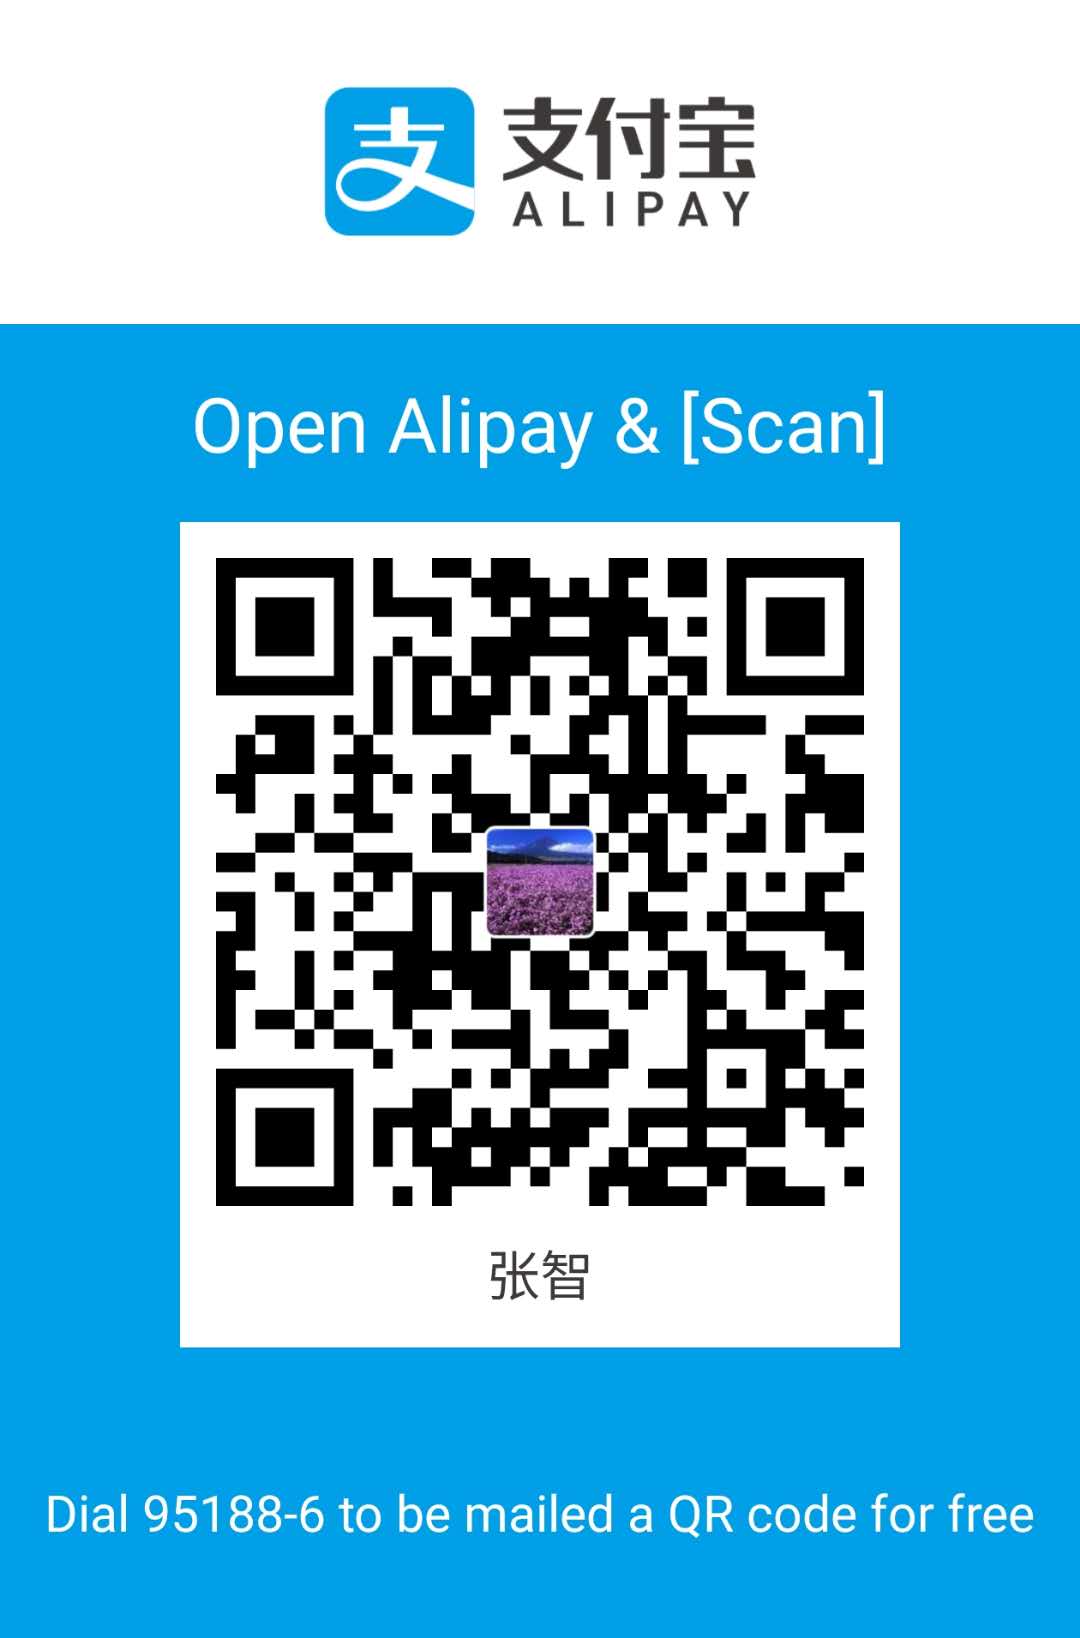 支
支付宝
ALIPAY
Open Alipay & [Scan]
张智
Dial 95188-6 to be mailed a QR code for free